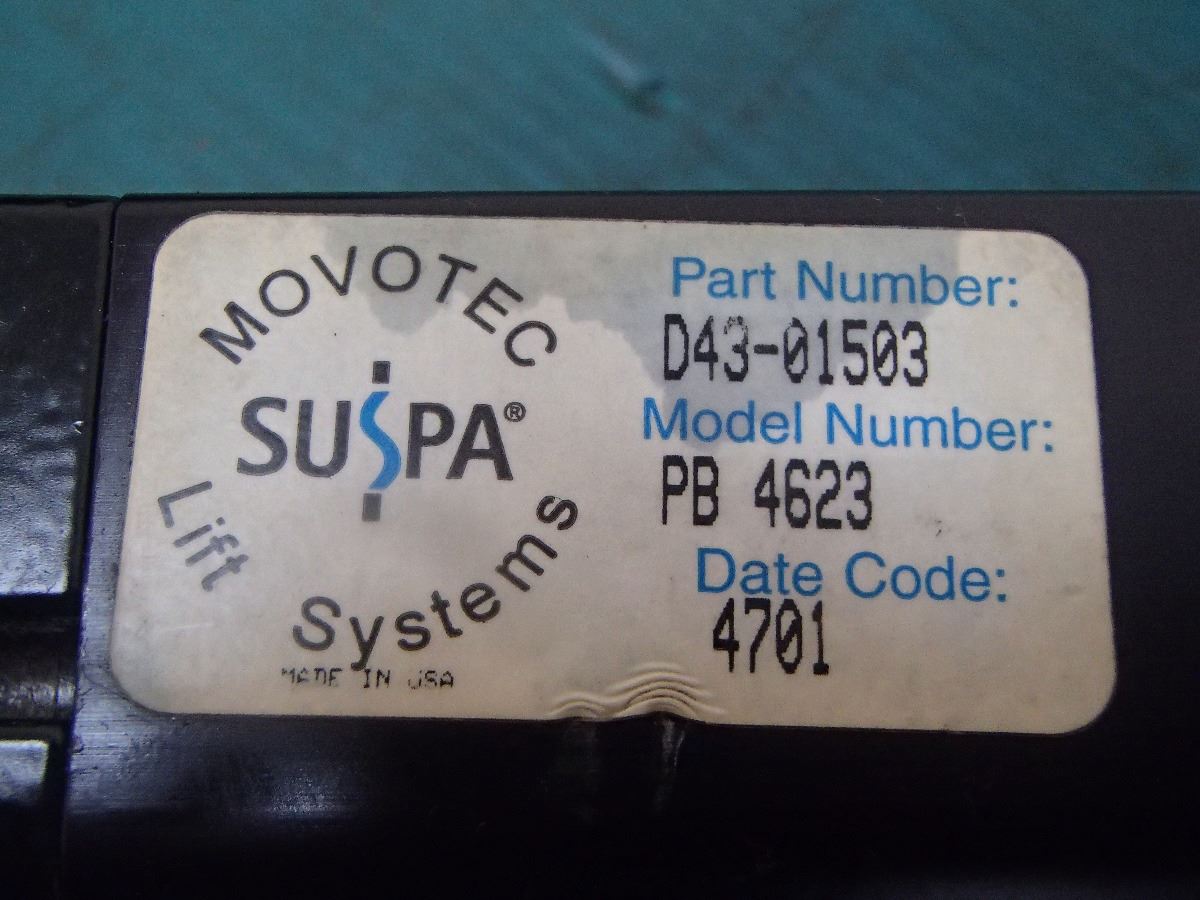 MOVOTEC
SUSPA®
Lift Systems
MADE IN USA
Part Number:
D43-01503
Model Number:
PB 4623
Date Code:
4701